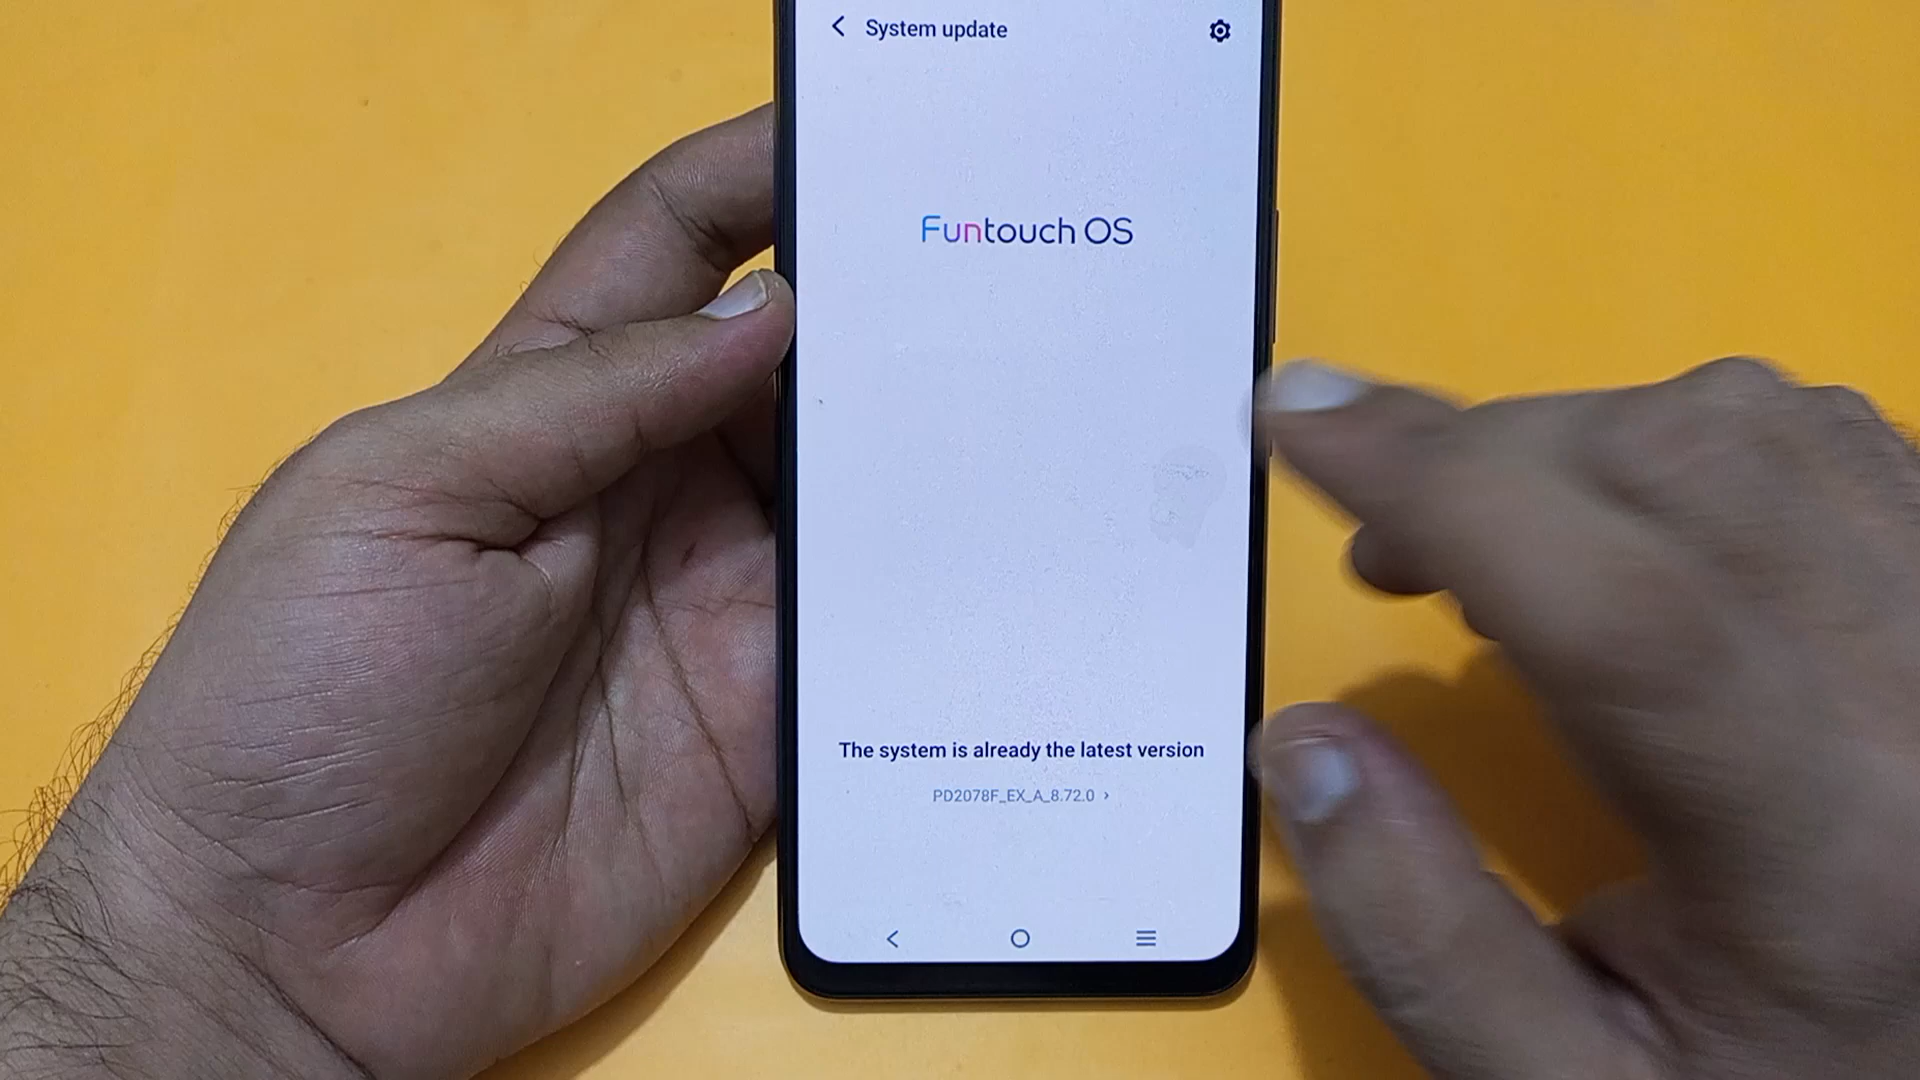 System update
Funtouch OS
The system is already the latest version
PD2078F_EX_A_8.72.0 >